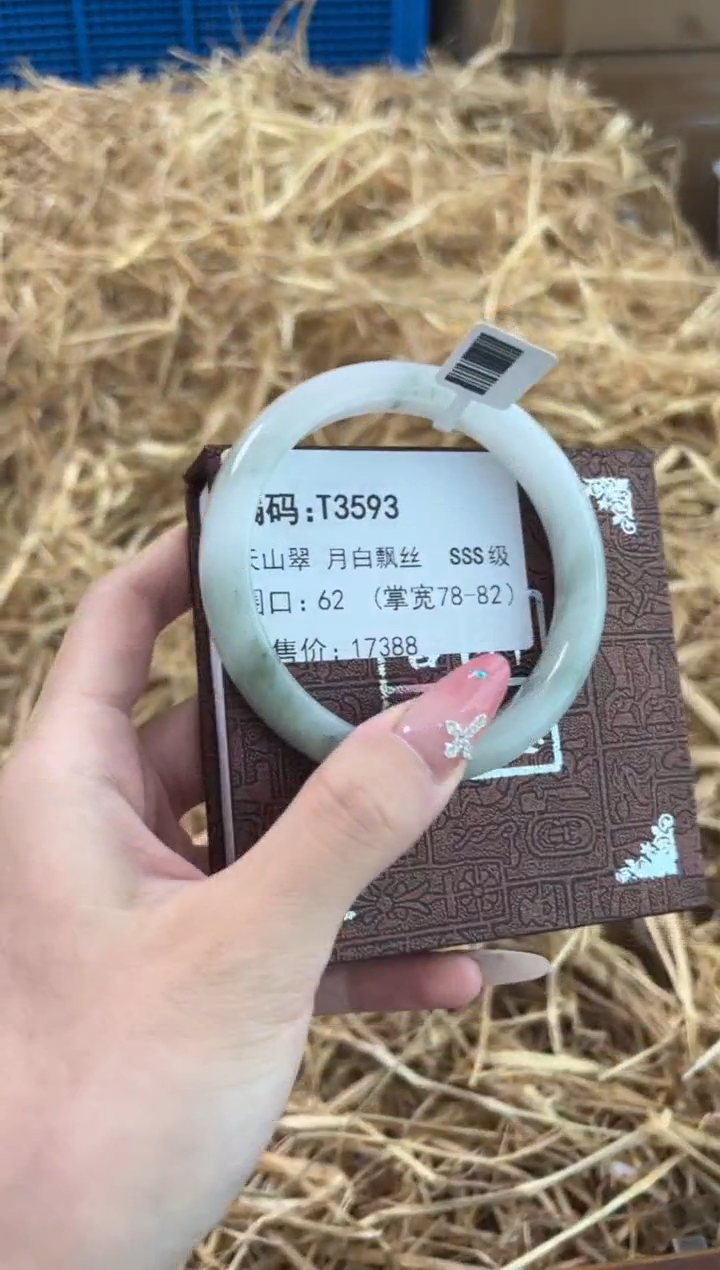 码:T3593
山翠 月白飘丝 SSS级
口: 62 (掌宽78-82)
售价: 17388